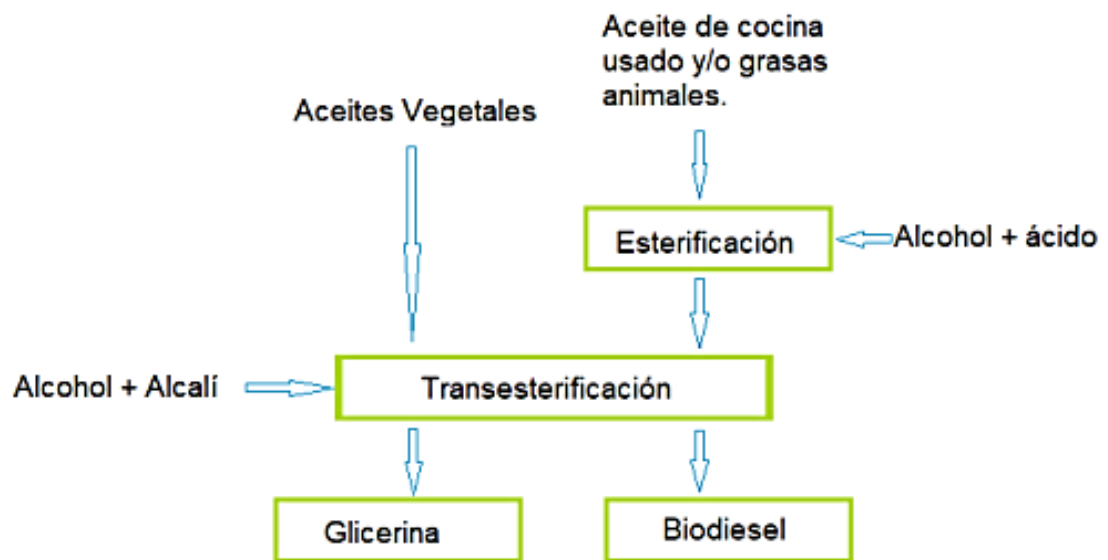 Aceite de cocina
usado y/o grasas
animales.
Aceites Vegetales
Esterificación
Alcohol + ácido
Alcohol + Alcalí
Transesterificación
Glicerina
Biodiesel